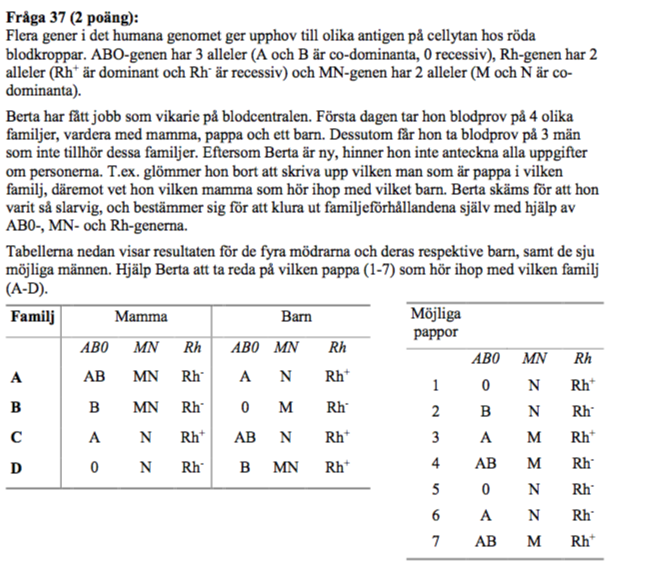 Fråga 37 (2 poäng):
Flera gener i det humana genomet ger upphov till olika antigen på cellytan hos röda
blodkroppar. ABO-genen har 3 alleler (A och B är co-dominanta, 0 recessiv), Rh-genen har 2
alleler (Rh⁺ är dominant och Rh⁻ är recessiv) och MN-genen har 2 alleler (M och N är co-
dominanta).
Berta har fått jobb som vikarie på blodcentralen. Första dagen tar hon blodprov på 4 olika
familjer, vardera med mamma, pappa och ett barn. Dessutom får hon ta blodprov på 3 män
som inte tillhör dessa familjer. Eftersom Berta är ny, hinner hon inte anteckna alla uppgifter
om personerna. T.ex. glömmer hon bort att skriva upp vilken man som är pappa i vilken
familj, däremot vet hon vilken mamma som hör ihop med vilket barn. Berta skäms för att hon
varit så slarvig, och bestämmer sig för att klura ut familjeförhållandena själv med hjälp av
AB0-, MN- och Rh-generna.
Tabellerna nedan visar resultaten för de fyra mödrarna och deras respektive barn, samt de sju
möjliga männen. Hjälp Berta att ta reda på vilken pappa (1-7) som hör ihop med vilken familj
(A-D).
Familj Mamma Barn
AB0 MN Rh AB0 MN Rh
A AB MN Rh⁻ A N Rh⁺
B B MN Rh⁻ 0 M Rh⁻
C A N Rh⁺ AB N Rh⁺
D 0 N Rh⁻ B MN Rh⁺
Möjliga
pappor
AB0 MN Rh
1 0 N Rh⁺
2 B N Rh⁻
3 A M Rh⁺
4 AB M Rh⁻
5 0 N Rh⁻
6 A N Rh⁻
7 AB M Rh⁺